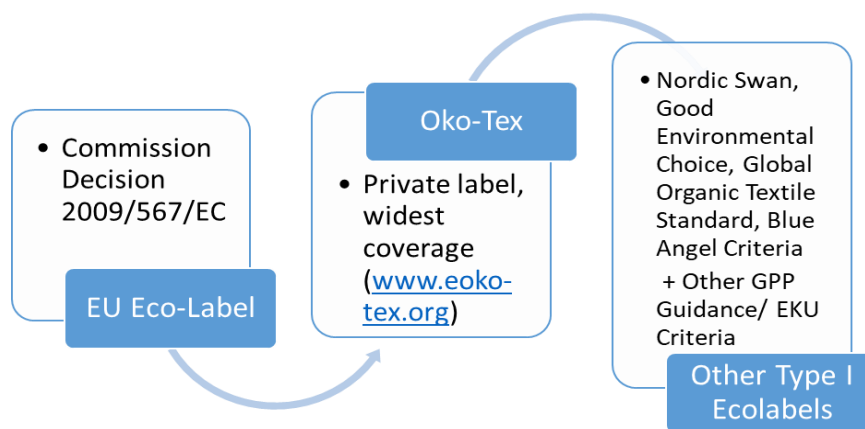 • Commission
Decision
2009/567/EC
EU Eco-Label
Oko-Tex
• Private label,
widest
coverage
(www.eoko-
tex.org)
• Nordic Swan,
Good
Environmental
Choice, Global
Organic Textile
Standard, Blue
Angel Criteria
+ Other GPP
Guidance/ EKU
Criteria
Other Type I
Ecolabels